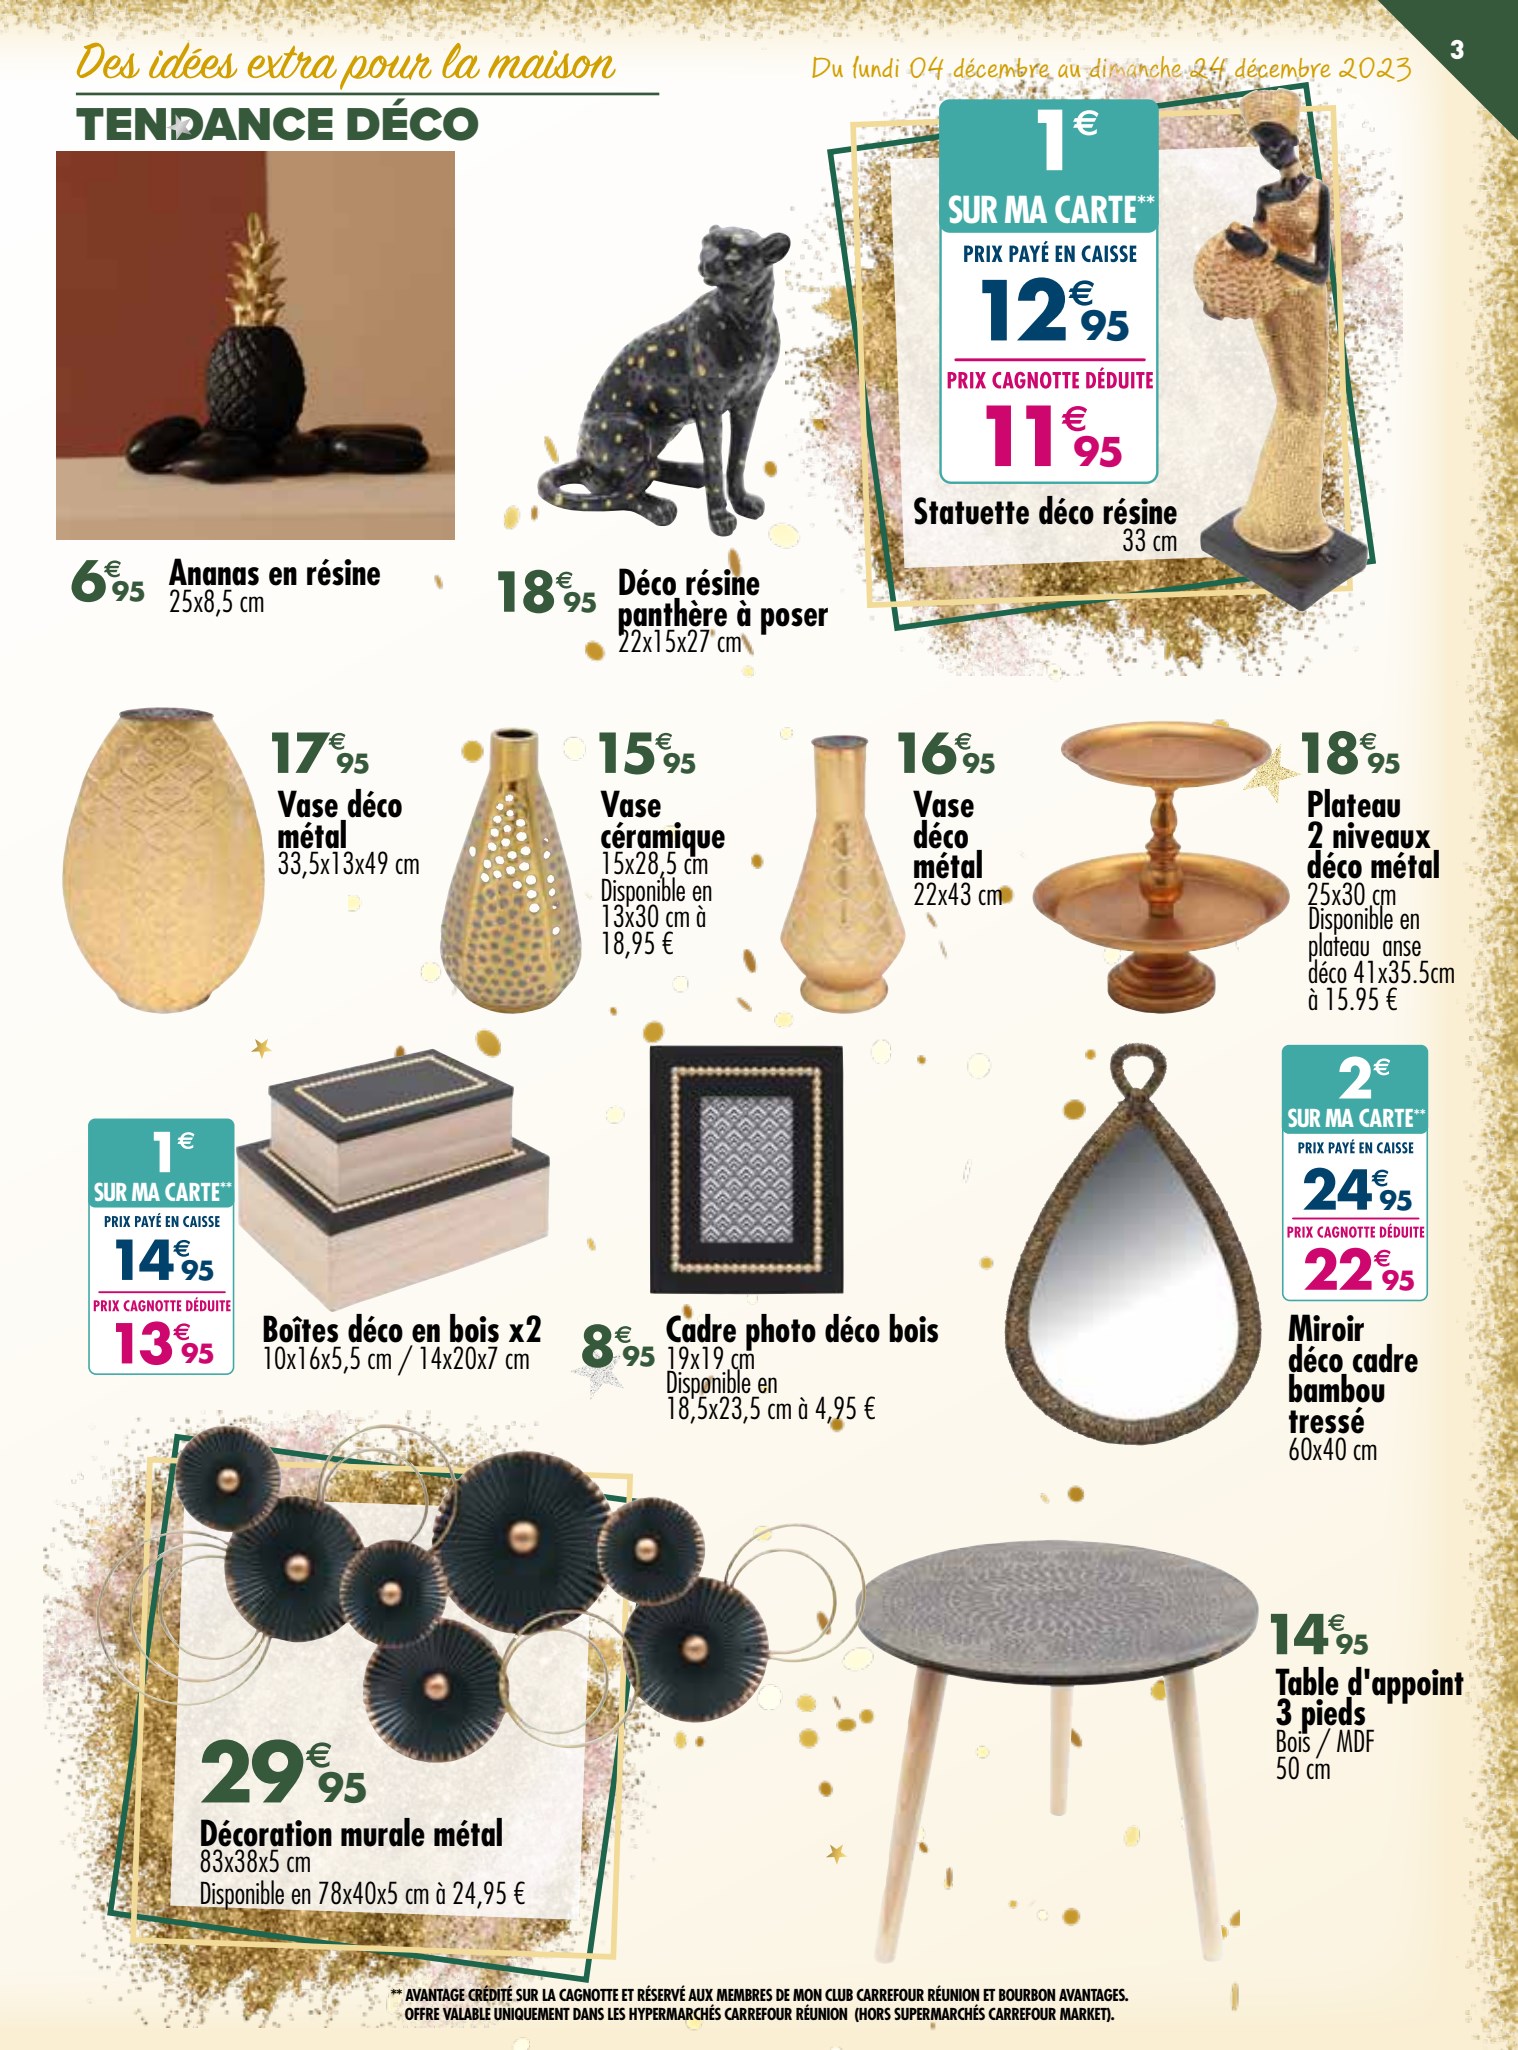 Des idées extra pour la maison
Du lundi 04 décembre au dimanche 24 décembre 2023
3
TENDANCE DÉCO
1€
SUR MA CARTE**
PRIX PAYÉ EN CAISSE
12€95
PRIX CAGNOTTE DÉDUITE
11€95
Statuette déco résine
33 cm
6€95
Ananas en résine
25x8,5 cm
18€95
Déco résine
panthère à poser
22x15x27 cm
17€95
Vase déco
métal
33,5x13x49 cm
15€95
Vase
céramique
15x28,5 cm
Disponible en
13x30 cm à
18,95 €
16€95
Vase
déco
métal
22x43 cm
18€95
Plateau
2 niveaux
déco métal
25x30 cm
Disponible en
plateau anse
déco 41x35.5cm
à 15.95 €
1€
SUR MA CARTE**
PRIX PAYÉ EN CAISSE
14€95
PRIX CAGNOTTE DÉDUITE
13€95
Boîtes déco en bois x2
10x16x5,5 cm / 14x20x7 cm
8€95
Cadre photo déco bois
19x19 cm
Disponible en
18,5x23,5 cm à 4,95 €
2€
SUR MA CARTE**
PRIX PAYÉ EN CAISSE
24€95
PRIX CAGNOTTE DÉDUITE
22€95
Miroir
déco cadre
bambou
tressé
60x40 cm
29€95
Décoration murale métal
83x38x5 cm
Disponible en 78x40x5 cm à 24,95 €
14€95
Table d'appoint
3 pieds
Bois / MDF
50 cm
** AVANTAGE CRÉDITÉ SUR LA CAGNOTTE ET RÉSERVÉ AUX MEMBRES DE MON CLUB CARREFOUR RÉUNION ET BOURBON AVANTAGES.
OFFRE VALABLE UNIQUEMENT DANS LES HYPERMARCHÉS CARREFOUR RÉUNION (HORS SUPERMARCHÉS CARREFOUR MARKET).